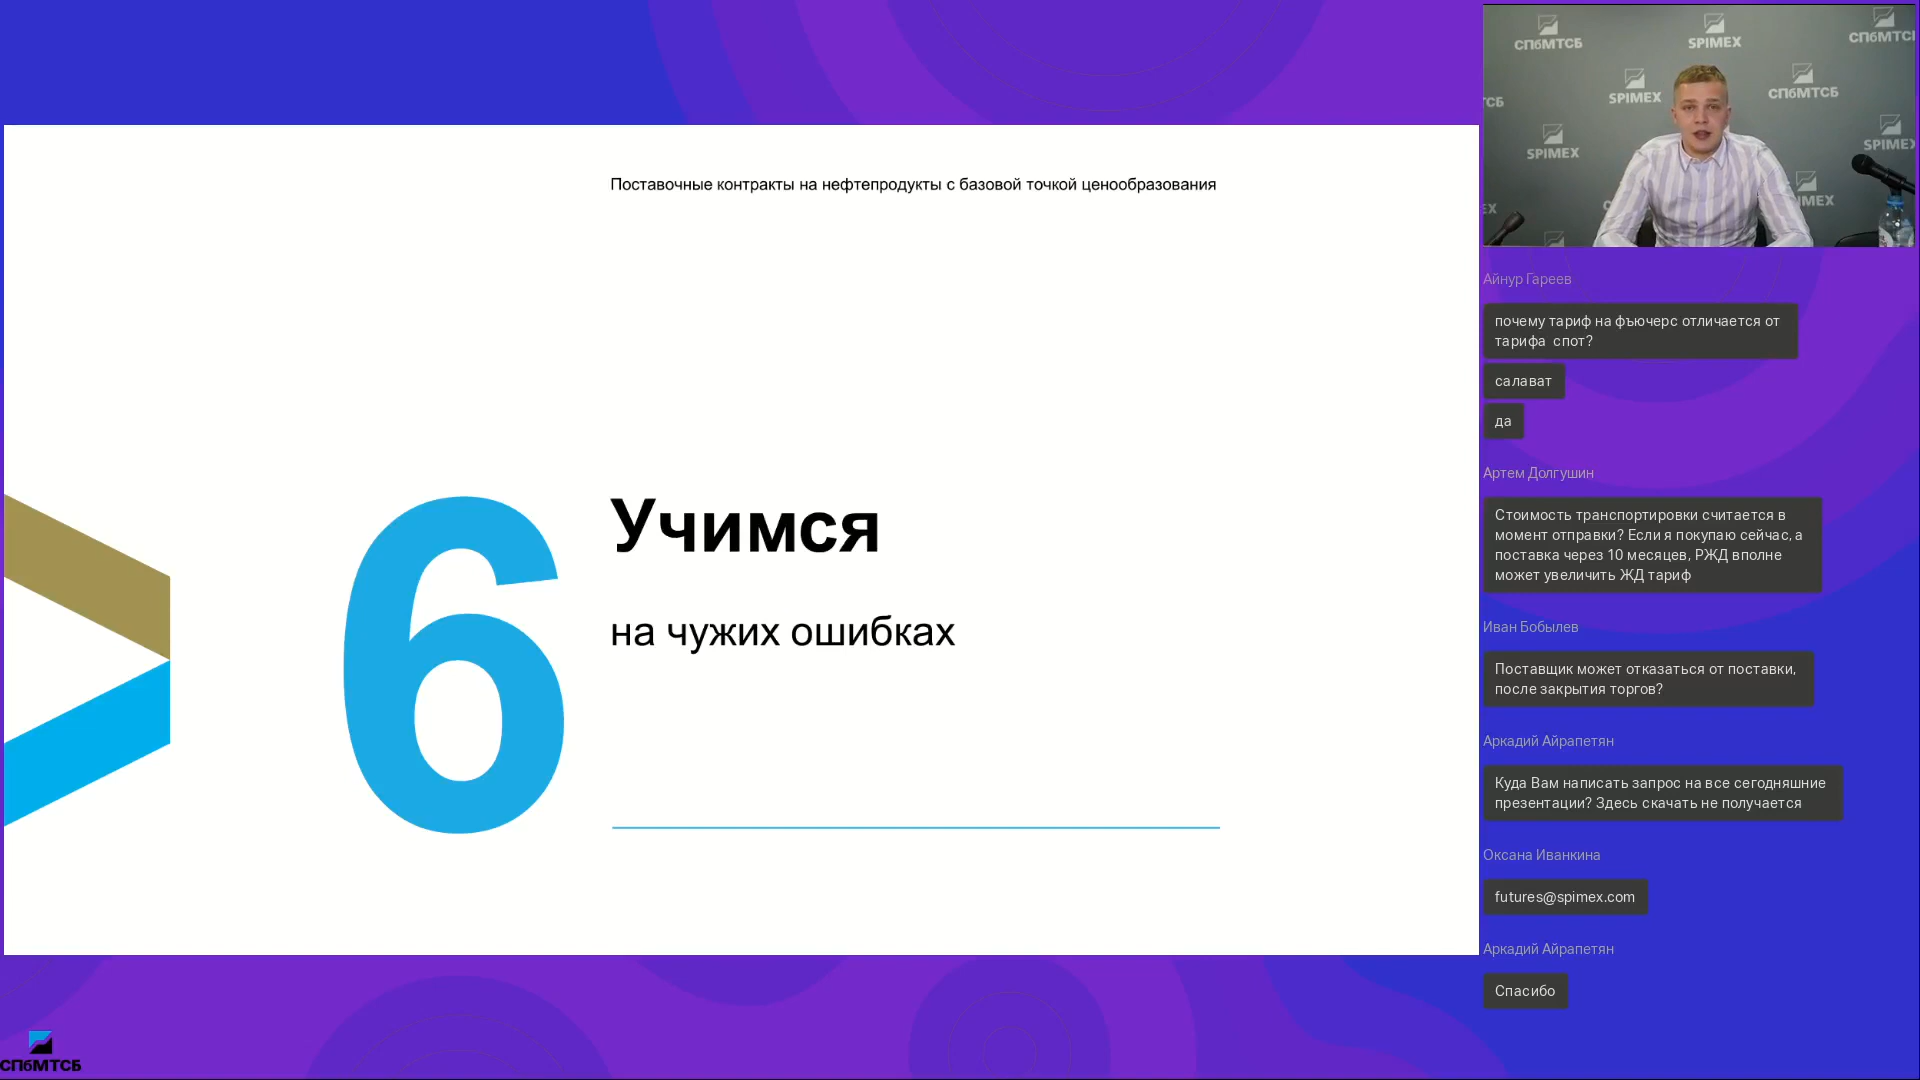 Поставочные контракты на нефтепродукты с базовой точкой ценообразования
6
Учимся
на чужих ошибках
СПбМТСБ
СПбМТСБ
SPIMEX
СПбМТСБ
ТСБ
SPIMEX
СПбМТСБ
SPIMEX
SPIMEX
EX
IMEX
Айнур Гареев
почему тариф на фъючерс отличается от
тарифа спот?
салават
да
Артем Долгушин
Стоимость транспортировки считается в
момент отправки? Если я покупаю сейчас, а
поставка через 10 месяцев, РЖД вполне
может увеличить ЖД тариф
Иван Бобылев
Поставщик может отказаться от поставки,
после закрытия торгов?
Аркадий Айрапетян
Куда Вам написать запрос на все сегодняшние
презентации? Здесь скачать не получается
Оксана Иванкина
futures@spimex.com
Аркадий Айрапетян
Спасибо